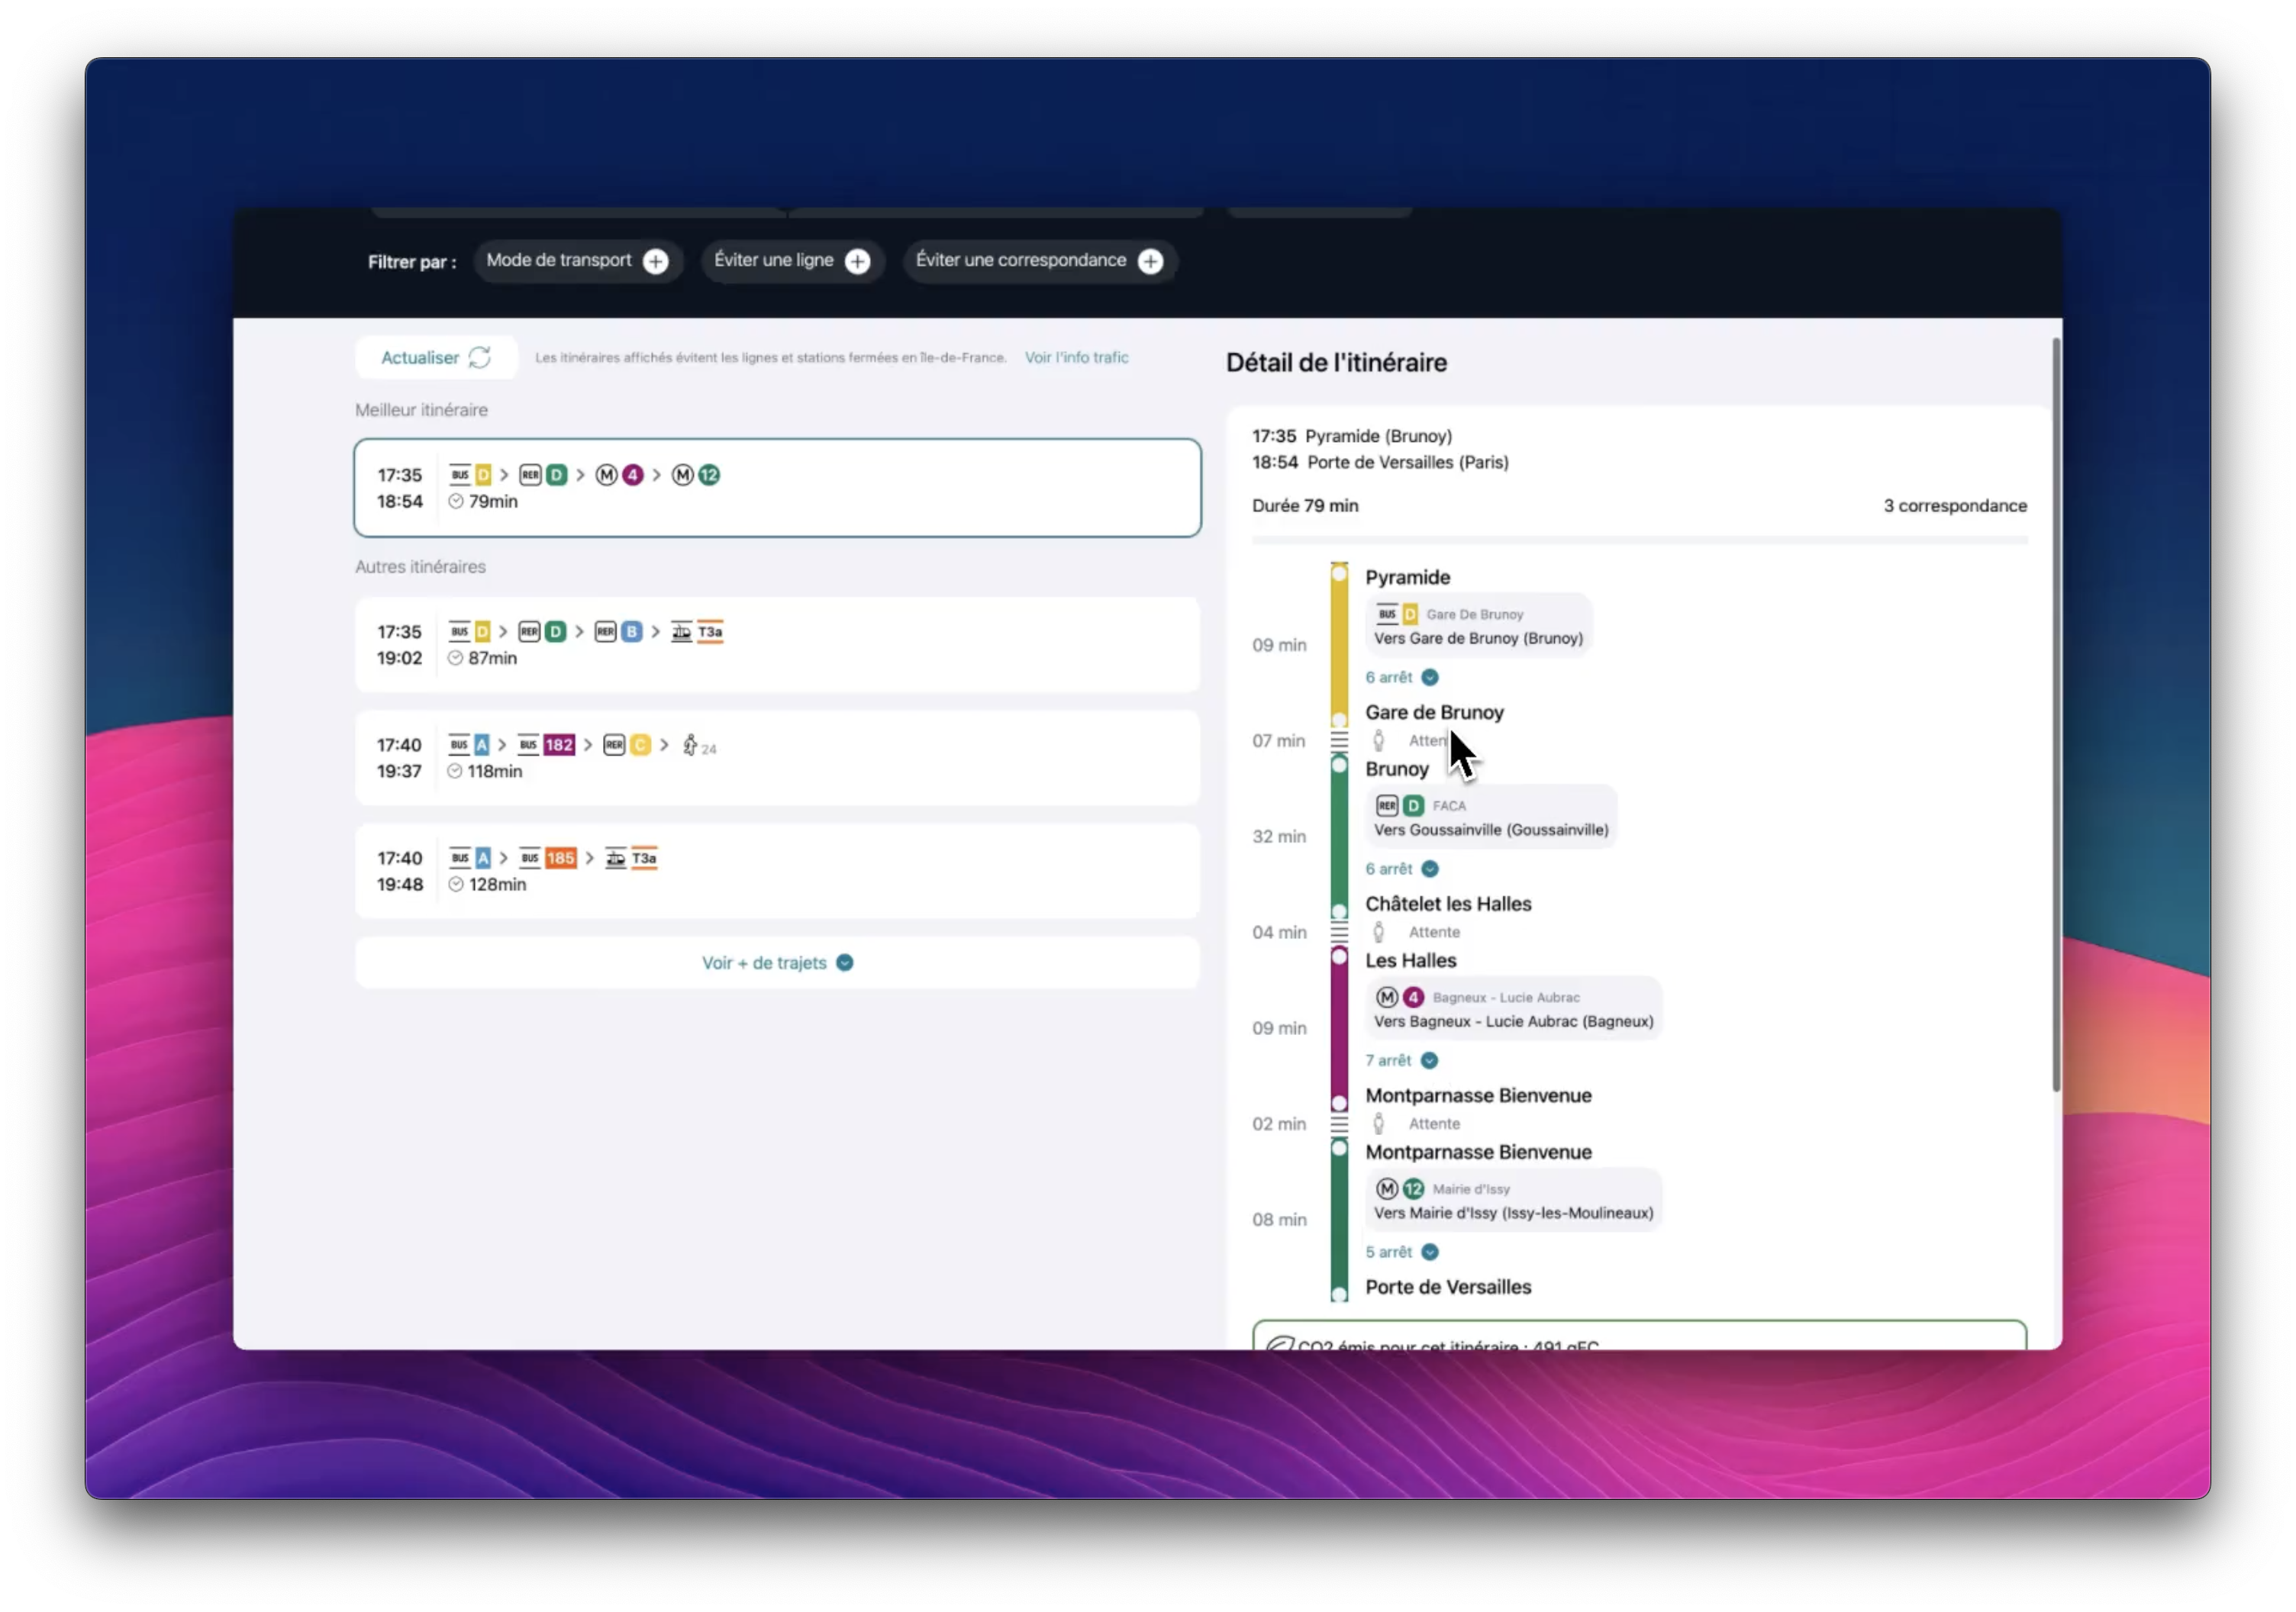 Filtrer par :
Mode de transport
Éviter une ligne
Éviter une correspondance
Actualiser
Les itinéraires affichés évitent les lignes et stations fermées en Île-de-France.
Voir l'info trafic
Meilleur itinéraire
17:35 BUS D > RER D > M 4 > M 12
18:54 79min
Autres itinéraires
17:35 BUS D > RER D > RER B > T3a
19:02 87min
17:40 BUS A > BUS 182 > RER C > 24
19:37 118min
17:40 BUS A > BUS 185 > T3a
19:48 128min
Voir + de trajets
Détail de l'itinéraire
17:35 Pyramide (Brunoy)
18:54 Porte de Versailles (Paris)
Durée 79 min
3 correspondance
Pyramide
BUS D Gare De Brunoy
Vers Gare de Brunoy (Brunoy)
09 min
6 arrêt
Gare de Brunoy
07 min
Atten
Brunoy
RER D FACA
Vers Goussainville (Goussainville)
32 min
6 arrêt
Châtelet les Halles
04 min
Attente
Les Halles
M 4 Bagneux - Lucie Aubrac
Vers Bagneux - Lucie Aubrac (Bagneux)
09 min
7 arrêt
Montparnasse Bienvenue
02 min
Attente
Montparnasse Bienvenue
M 12 Mairie d'Issy
Vers Mairie d'Issy (Issy-les-Moulineaux)
08 min
5 arrêt
Porte de Versailles
CO2 émis pour cet itinéraire : 491 gEC